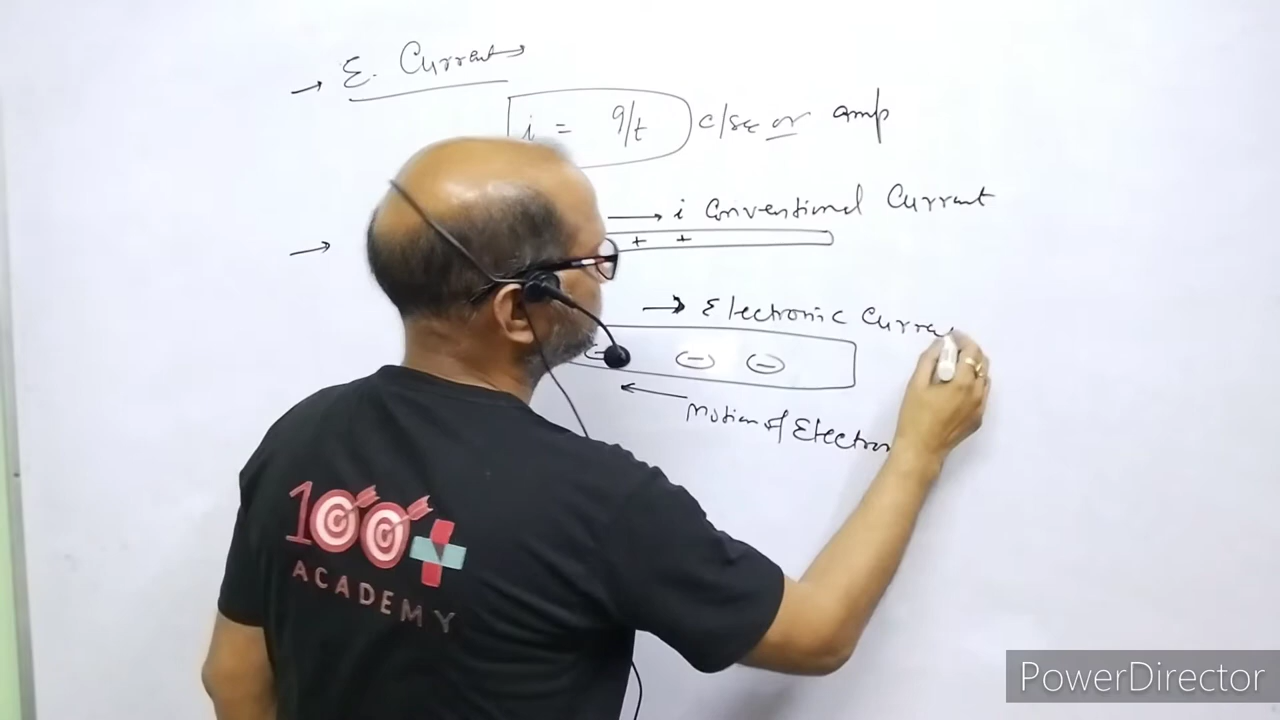 → E. Current →
i = q/t c/sec or amp
→ i Conventional Current
+ +
→ Electronic Curre
- - -
← Motion of Electron
100+
ACADEMY
PowerDirector